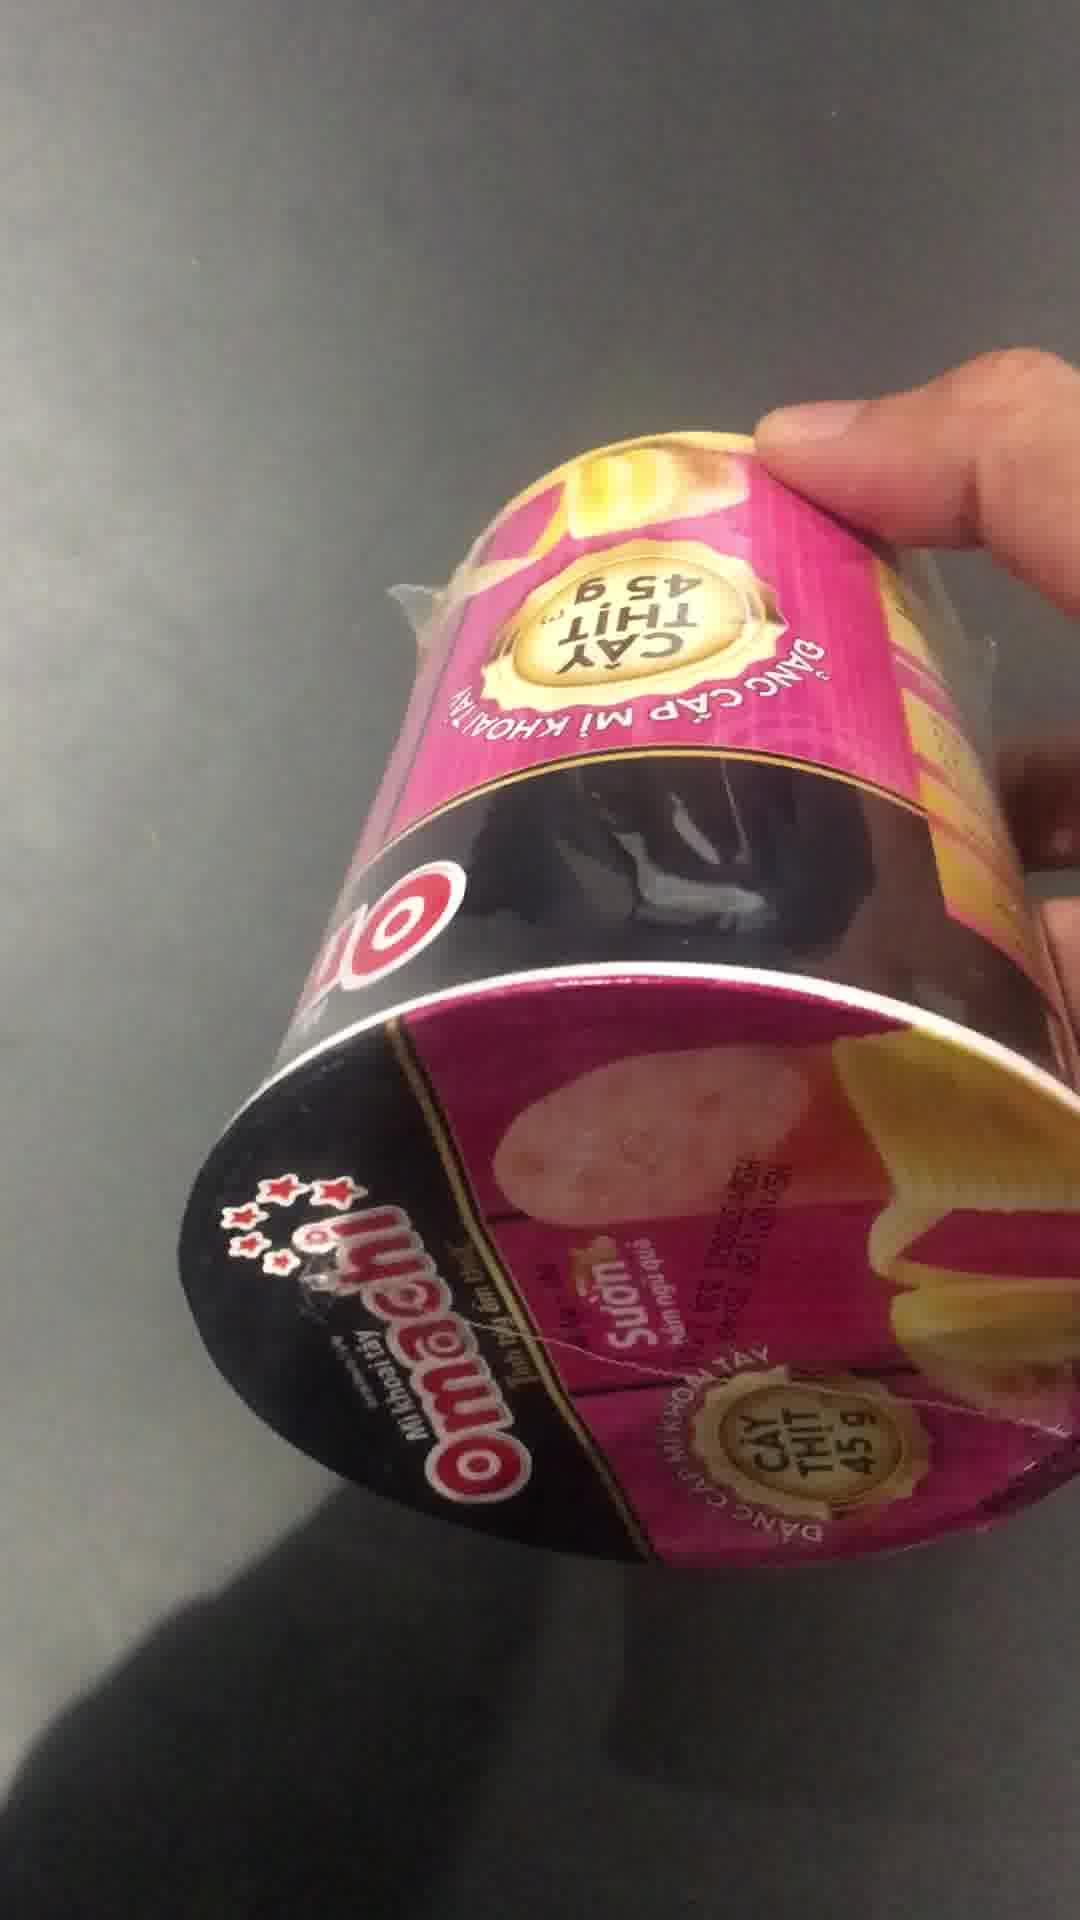 ĐẲNG CẤP MÌ KHOAI TÂY
CÂY
THỊT
45 g
Omachi
Mì khoai tây
Sườn
hầm ngũ quả
ĐẲNG CẤP MÌ KHOAI TÂY
CÂY
THỊT
45 g